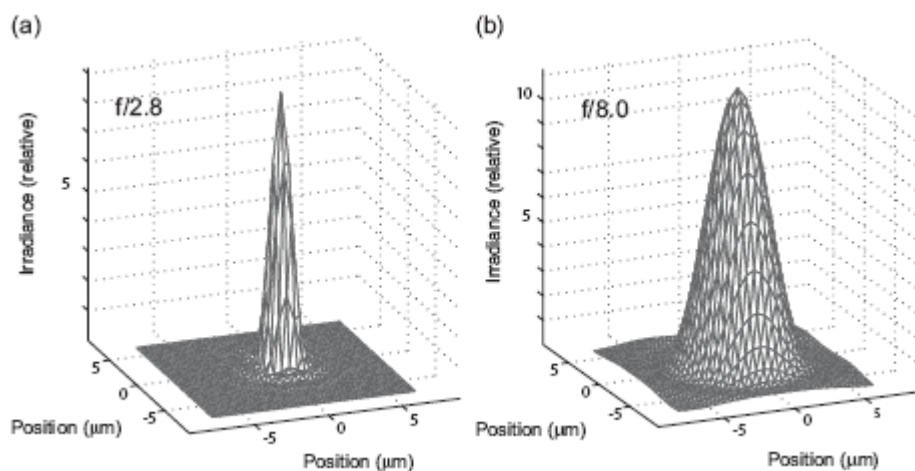 (a)
f/2.8
Irradiance (relative)
5
5
0
-5
Position (μm)
-5
0
5
Position (μm)
(b)
f/8.0
Irradiance (relative)
10
5
5
0
-5
Position (μm)
-5
0
5
Position (μm)